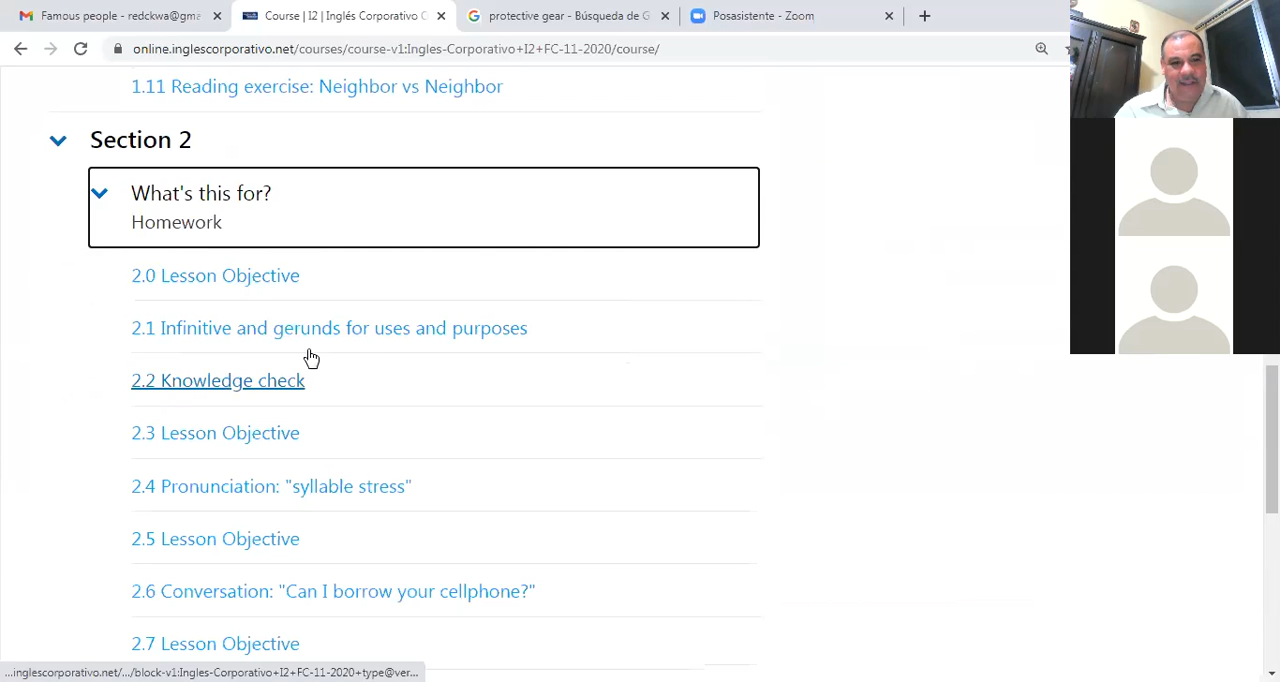 Famous people - redckwa@gma
Course | I2 | Inglés Corporativo C
protective gear - Búsqueda de G
Posasistente - Zoom
online.inglescorporativo.net/courses/course-v1:Ingles-Corporativo+I2+FC-11-2020/course/
1.11 Reading exercise: Neighbor vs Neighbor
Section 2
What's this for?
Homework
2.0 Lesson Objective
2.1 Infinitive and gerunds for uses and purposes
2.2 Knowledge check
2.3 Lesson Objective
2.4 Pronunciation: "syllable stress"
2.5 Lesson Objective
2.6 Conversation: "Can I borrow your cellphone?"
2.7 Lesson Objective
...inglescorporativo.net/.../block-v1:Ingles-Corporativo+I2+FC-11-2020+type@ver...